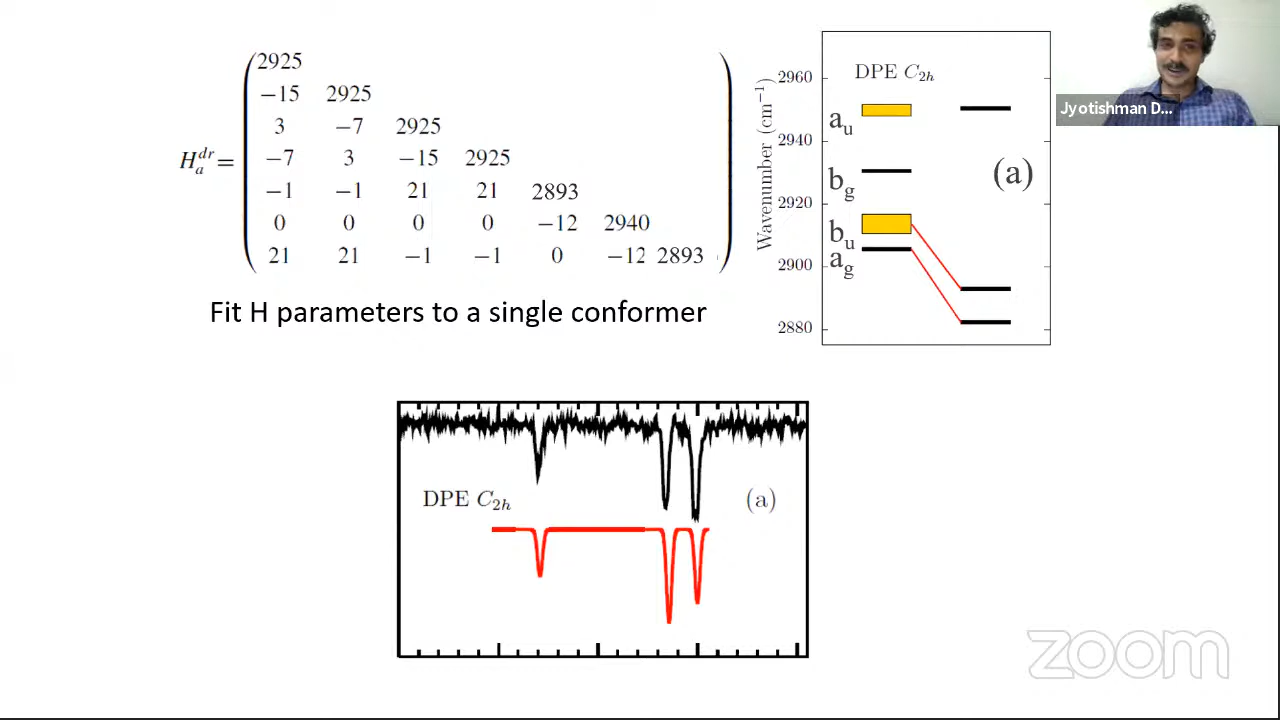 H_a^{dr} =
2925
−15 2925
3 −7 2925
−7 3 −15 2925
−1 −1 21 21 2893
0 0 0 0 −12 2940
21 21 −1 −1 0 −12 2893
Fit H parameters to a single conformer
Wavenumber (cm⁻¹)
2960
2940
2920
2900
2880
DPE C₂ₕ
a_u
b_g
b_u
a_g
(a)
Jyotishman D...
DPE C₂ₕ
(a)
zoom